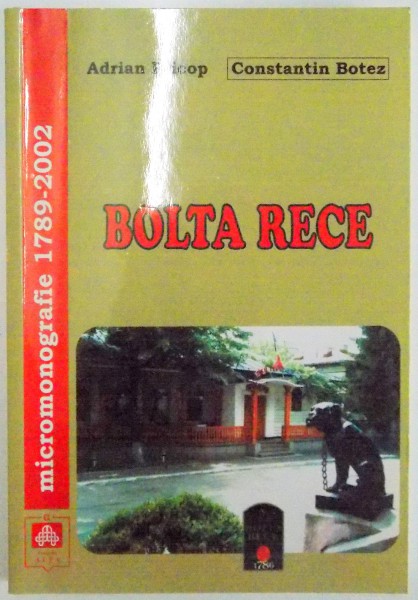 Adrian
Constantin Botez
BOLTA RECE
micromonografie 1789-2002
1786